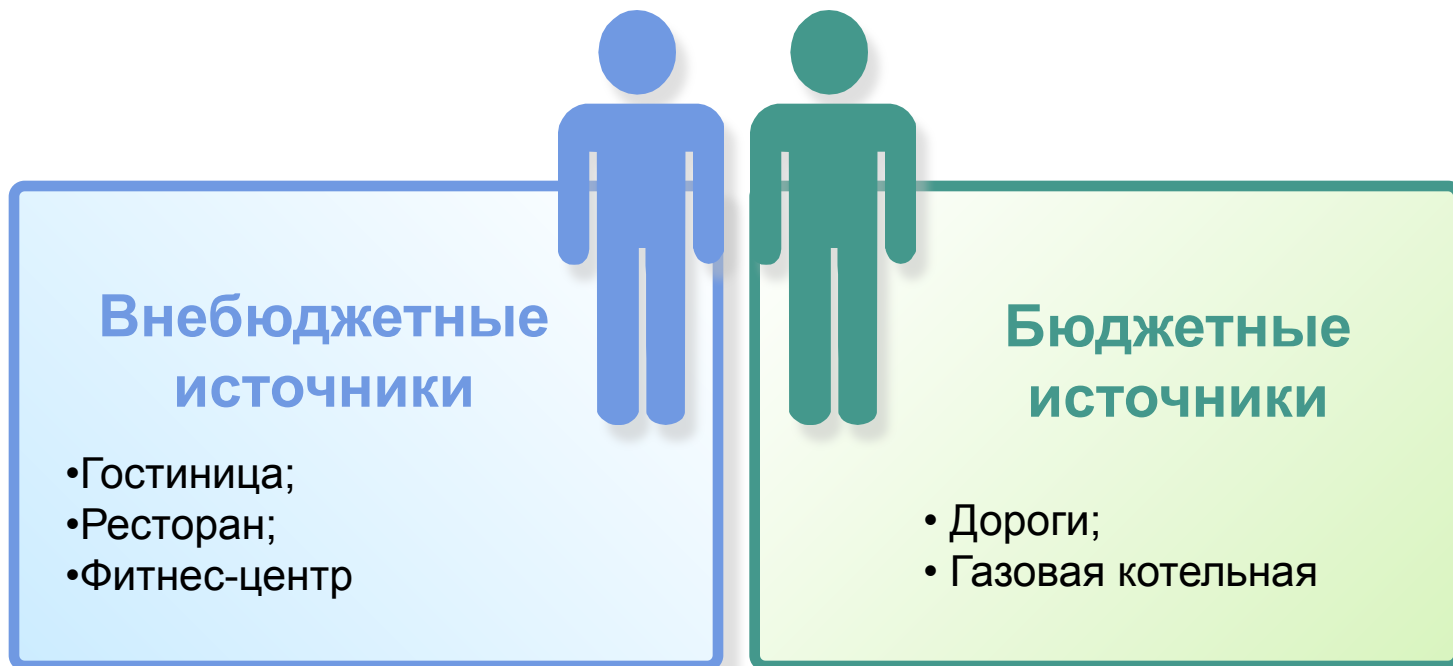 Внебюджетные
источники
•Гостиница;
•Ресторан;
•Фитнес-центр
Бюджетные
источники
• Дороги;
• Газовая котельная